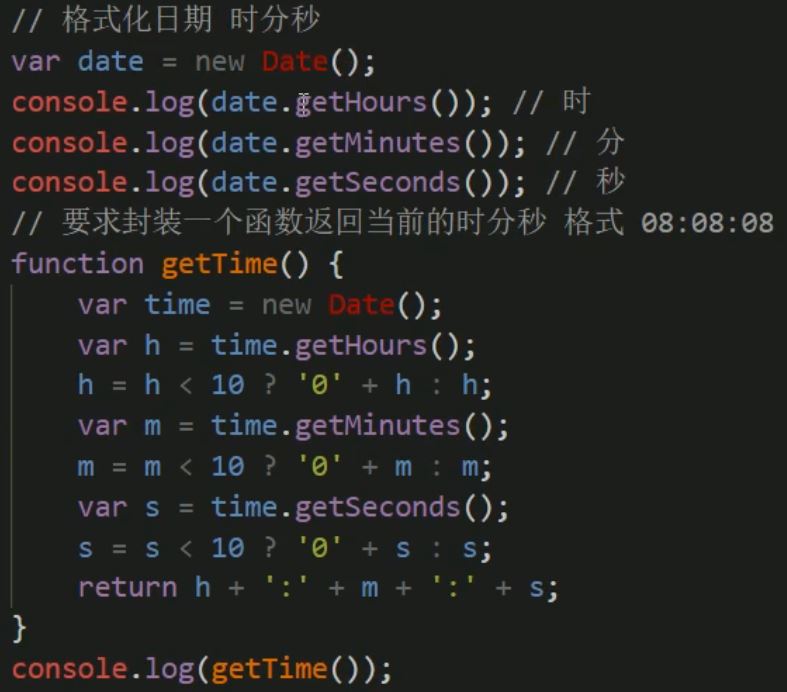 // 格式化日期 时分秒
var date = new Date();
console.log(date.getHours()); // 时
console.log(date.getMinutes()); // 分
console.log(date.getSeconds()); // 秒
// 要求封装一个函数返回当前的时分秒 格式 08:08:08
function getTime() {
    var time = new Date();
    var h = time.getHours();
    h = h < 10 ? '0' + h : h;
    var m = time.getMinutes();
    m = m < 10 ? '0' + m : m;
    var s = time.getSeconds();
    s = s < 10 ? '0' + s : s;
    return h + ':' + m + ':' + s;
}
console.log(getTime());